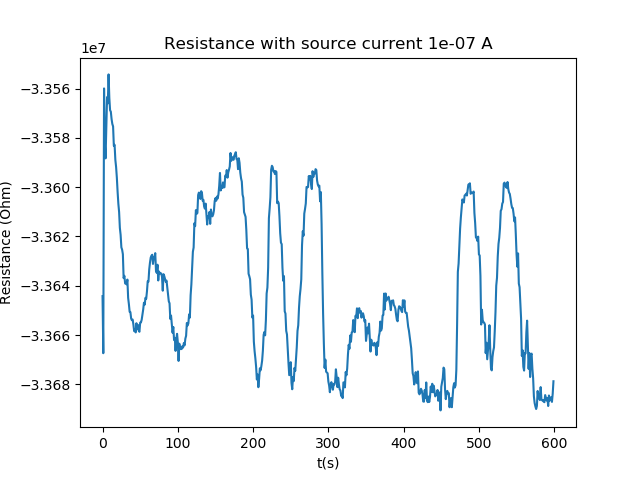 Resistance with source current 1e-07 A
1e7
−3.356
−3.358
−3.360
−3.362
−3.364
−3.366
−3.368
Resistance (Ohm)
0 100 200 300 400 500 600
t(s)